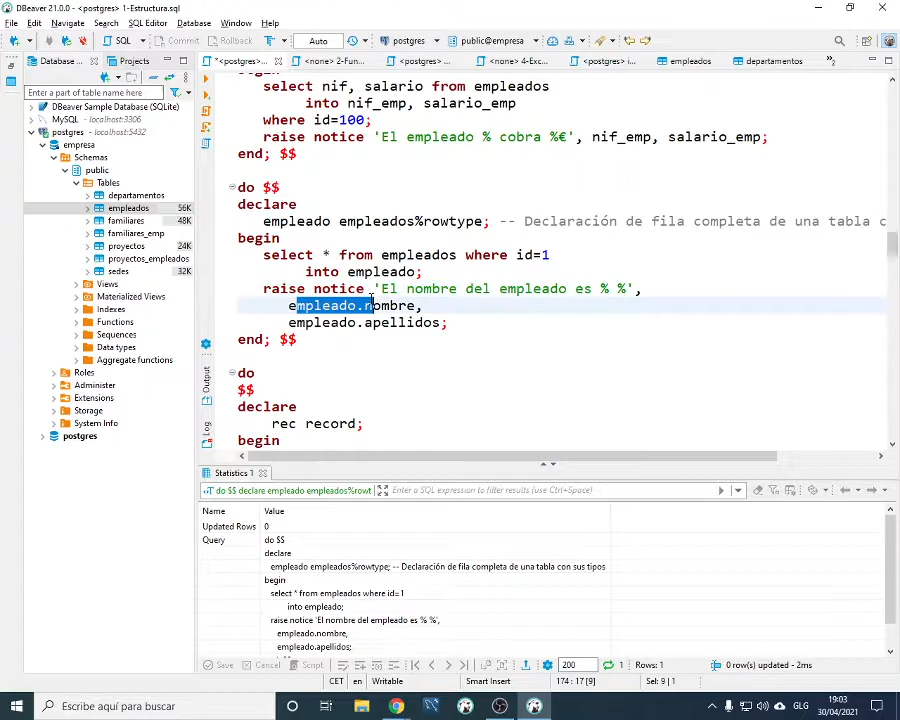 DBeaver 21.0.0 - <postgres> 1-Estructura.sql
File Edit Navigate Search SQL Editor Database Window Help
SQL Commit Rollback Auto postgres public@empresa
Database ... Projects
*<postgres>... <none> 2-Fun... <postgres> ... <none> 4-Exc... <postgres> i... empleados departamentos
Enter a part of table name here
DBeaver Sample Database (SQLite)
MySQL - localhost:3306
postgres - localhost:5432
empresa
Schemas
public
Tables
departamentos
empleados 56K
familiares 48K
familiares_emp
proyectos 24K
proyectos_empleados
sedes 32K
Views
Materialized Views
Indexes
Functions
Sequences
Data types
Aggregate functions
Roles
Administer
Extensions
Storage
System Info
postgres
select nif, salario from empleados
into nif_emp, salario_emp
where id=100;
raise notice 'El empleado % cobra %€', nif_emp, salario_emp;
end; $$
do $$
declare
empleado empleados%rowtype; -- Declaración de fila completa de una tabla c
begin
select * from empleados where id=1
into empleado;
raise notice 'El nombre del empleado es % %',
empleado.nombre,
empleado.apellidos;
end; $$
do
$$
declare
rec record;
begin
Output
Log
Statistics 1
do $$ declare empleado empleados%rowt
Enter a SQL expression to filter results (use Ctrl+Space)
Name Value
Updated Rows 0
Query do $$
declare
empleado empleados%rowtype; -- Declaración de fila completa de una tabla con sus tipos
begin
select * from empleados where id=1
into empleado;
raise notice 'El nombre del empleado es % %',
empleado.nombre,
empleado.apellidos;
Save Cancel Script 200 1 Rows: 1 0 row(s) updated - 2ms
CET en Writable Smart Insert 174 : 17 [9] Sel: 9 | 1
Escribe aquí para buscar
GLG
19:03
30/04/2021